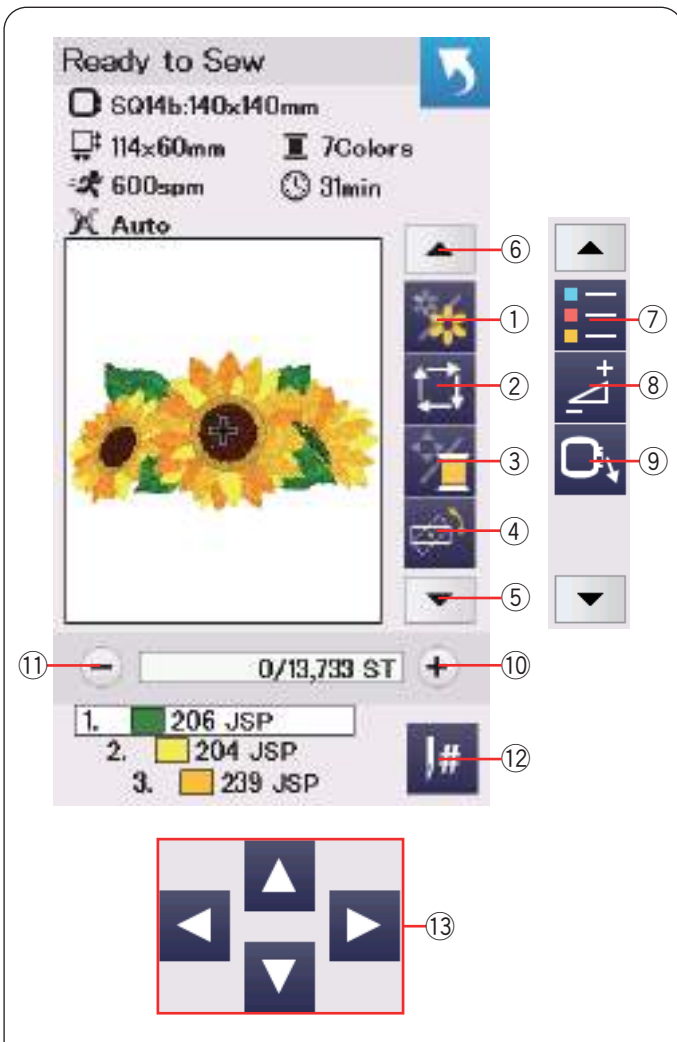 Ready to Sew
SQ14b:140x140mm
114x60mm 7Colors
600spm 31min
Auto
⑥
①
⑦
②
⑧
③
⑨
④
⑤
⑪ − 0/13,733 ST + ⑩
1. 206 JSP
2. 204 JSP
3. 239 JSP
# ⑫
⑬